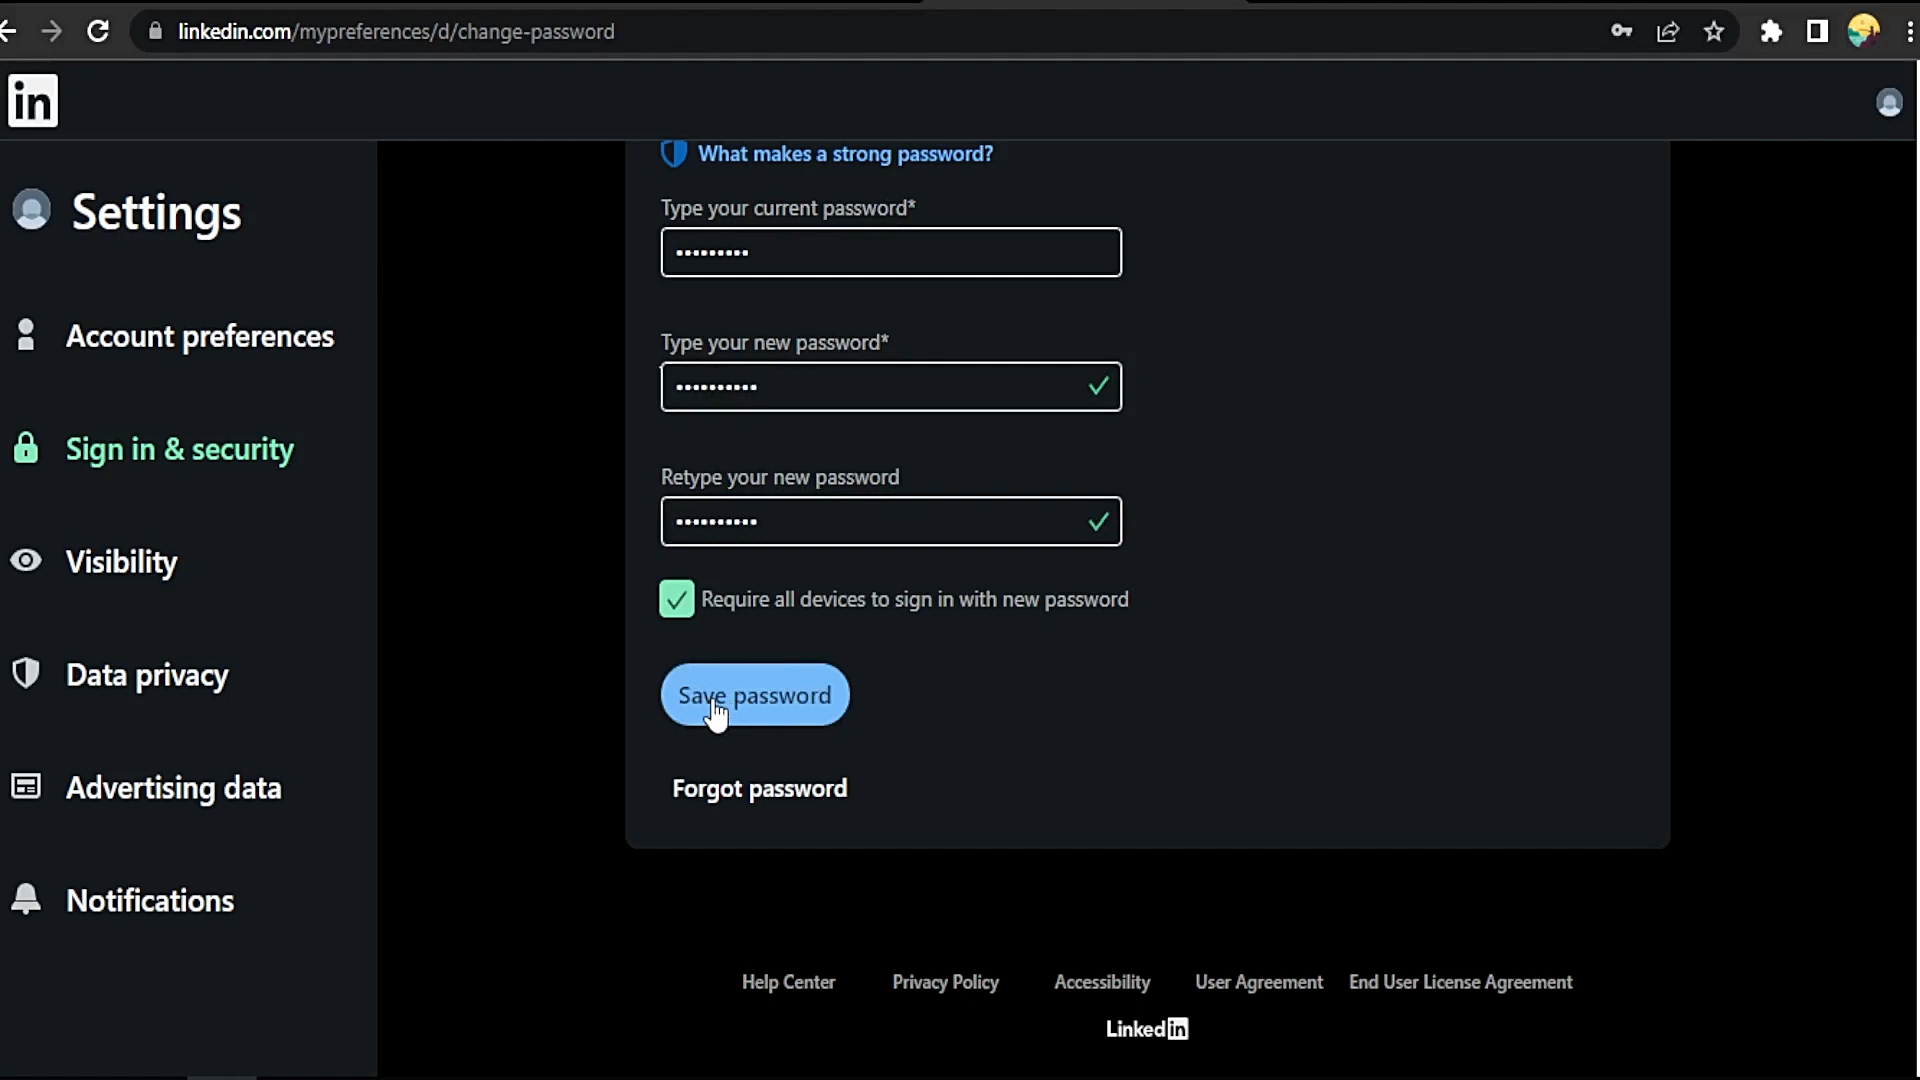 linkedin.com/mypreferences/d/change-password
in
Settings
Account preferences
Sign in & security
Visibility
Data privacy
Advertising data
Notifications
What makes a strong password?
Type your current password*
•••••••••
Type your new password*
••••••••••
Retype your new password
••••••••••
Require all devices to sign in with new password
Save password
Forgot password
Help Center Privacy Policy Accessibility User Agreement End User License Agreement
Linked in